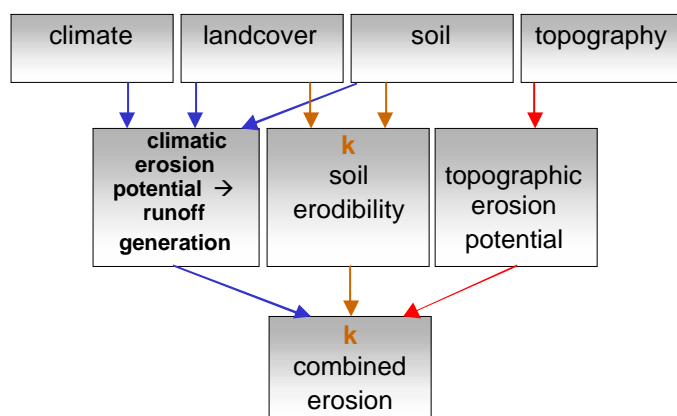 climate
landcover
soil
topography
climatic
erosion
potential →
runoff
generation
k
soil
erodibility
topographic
erosion
potential
k
combined
erosion